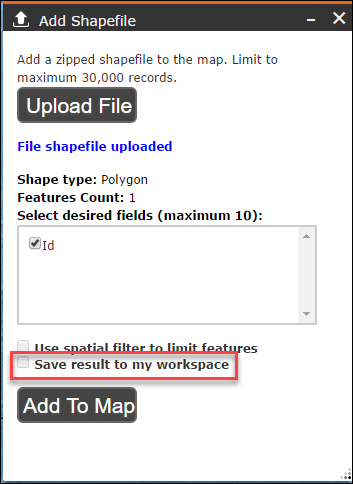 Add Shapefile
Add a zipped shapefile to the map. Limit to
maximum 30,000 records.
Upload File
File shapefile uploaded
Shape type: Polygon
Features Count: 1
Select desired fields (maximum 10):
Id
Use spatial filter to limit features
Save result to my workspace
Add To Map